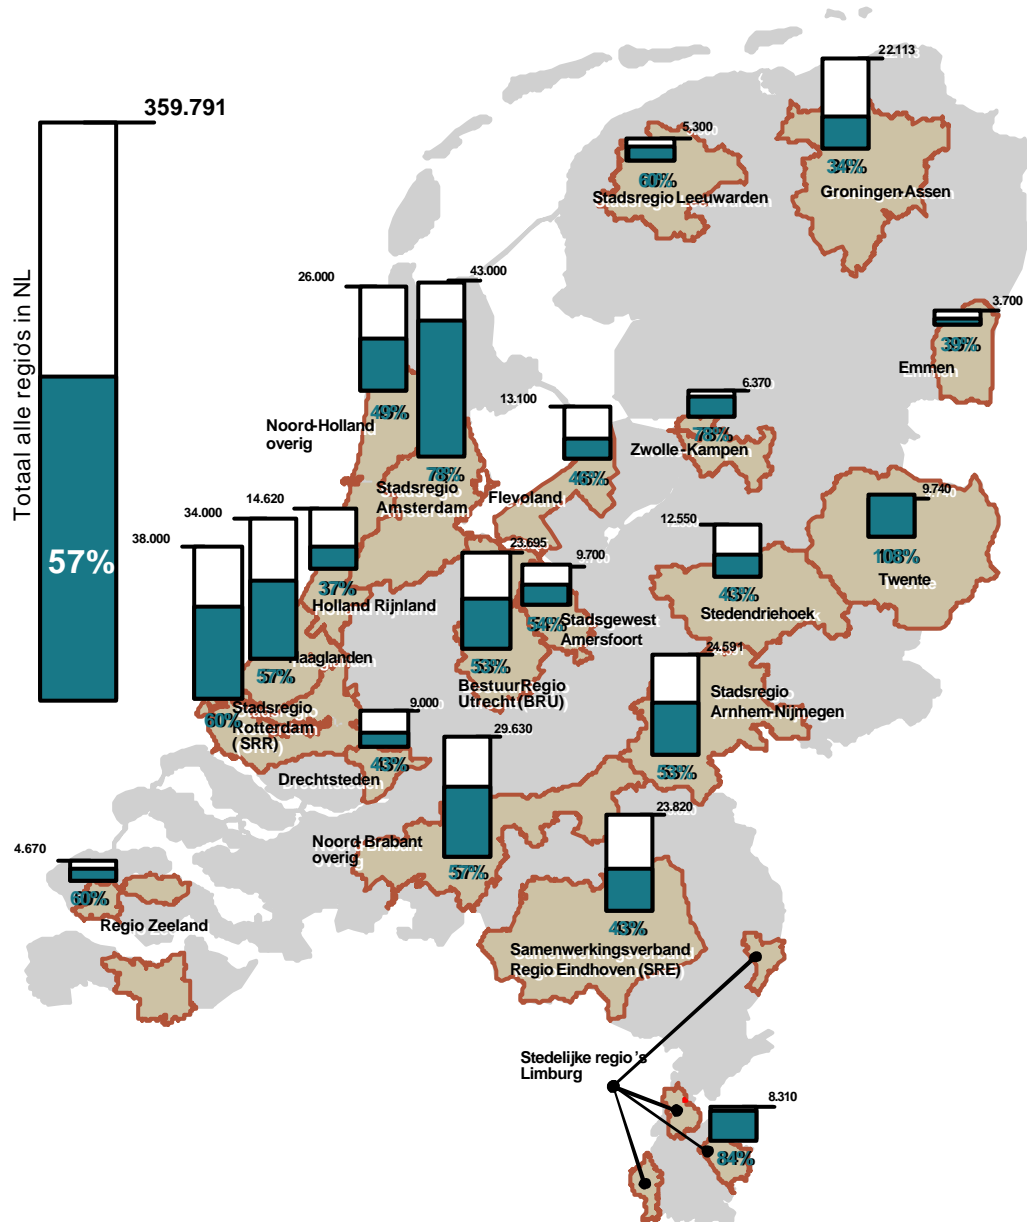 359.791
Totaal alle regio's in NL
57%
22.113
34%
Groningen-Assen
5,300
60%
Stadsregio Leeuwarden
3.700
39%
Emmen
26.000
49%
Noord-Holland
overig
43.000
78%
Stadsregio
Amsterdam
13.100
46%
Flevoland
6.370
78%
Zwolle-Kampen
9.740
108%
Twente
12.550
43%
Stedendriehoek
14.620
37%
Holland Rijnland
34.000
57%
Haaglanden
38.000
60%
Stadsregio
Rotterdam
(SRR)
23.695
53%
BestuurRegio
Utrecht (BRU)
9.700
54%
Stadsgewest
Amersfoort
24.591
53%
Stadsregio
Arnhem-Nijmegen
9.000
43%
Drechtsteden
29.630
57%
Noord-Brabant
overig
23.820
43%
Samenwerkingsverband
Regio Eindhoven (SRE)
4.670
60%
Regio Zeeland
Stedelijke regio's
Limburg
8.310
84%